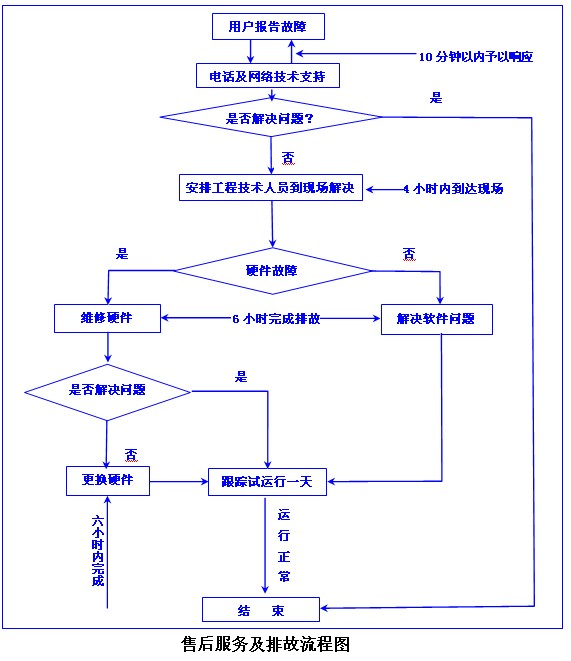 用户报告故障
10分钟以内予以响应
电话及网络技术支持
是
是否解决问题？
否
安排工程技术人员到现场解决
4小时内到达现场
是
硬件故障
否
维修硬件
6小时完成排故
解决软件问题
是否解决问题
是
否
更换硬件
跟踪试运行一天
六小时内完成
运行正常
结 束
售后服务及排故流程图